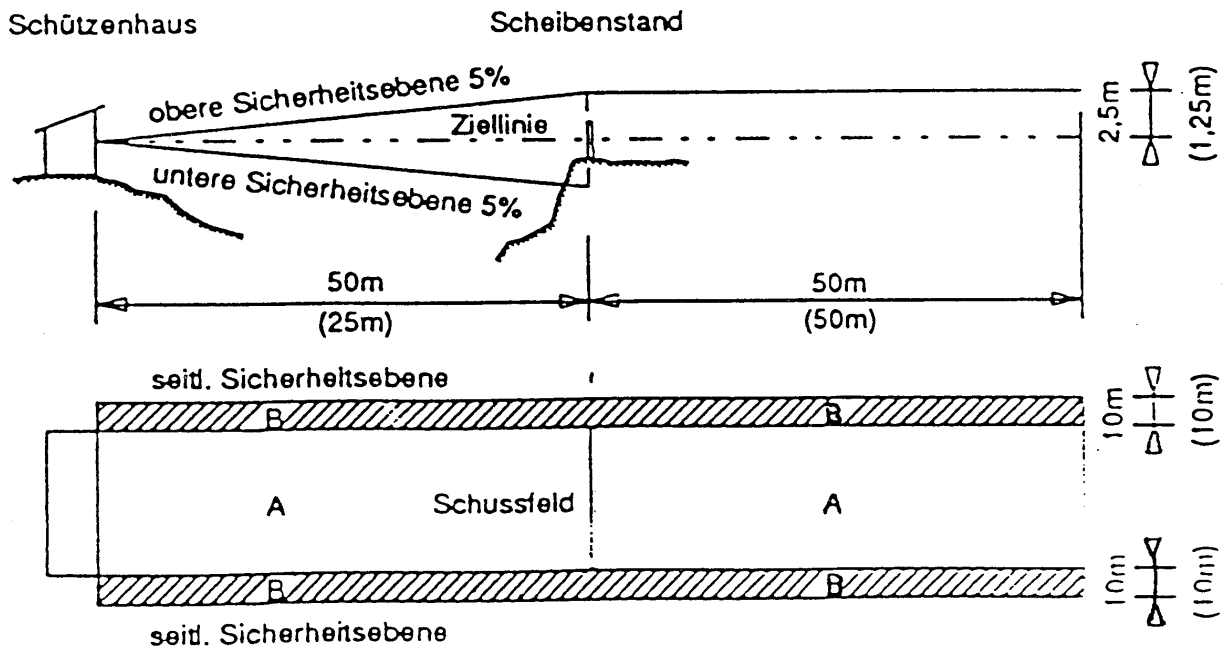 Schützenhaus
Scheibenstand
obere Sicherheitsebene 5%
Ziellinie
untere Sicherheitsebene 5%
2,5m
(1,25m)
50m
(25m)
50m
(50m)
seitl. Sicherheitsebene
B
B
10m
(10m)
A
Schussfeld
A
B
B
10m
(10m)
seitl. Sicherheitsebene